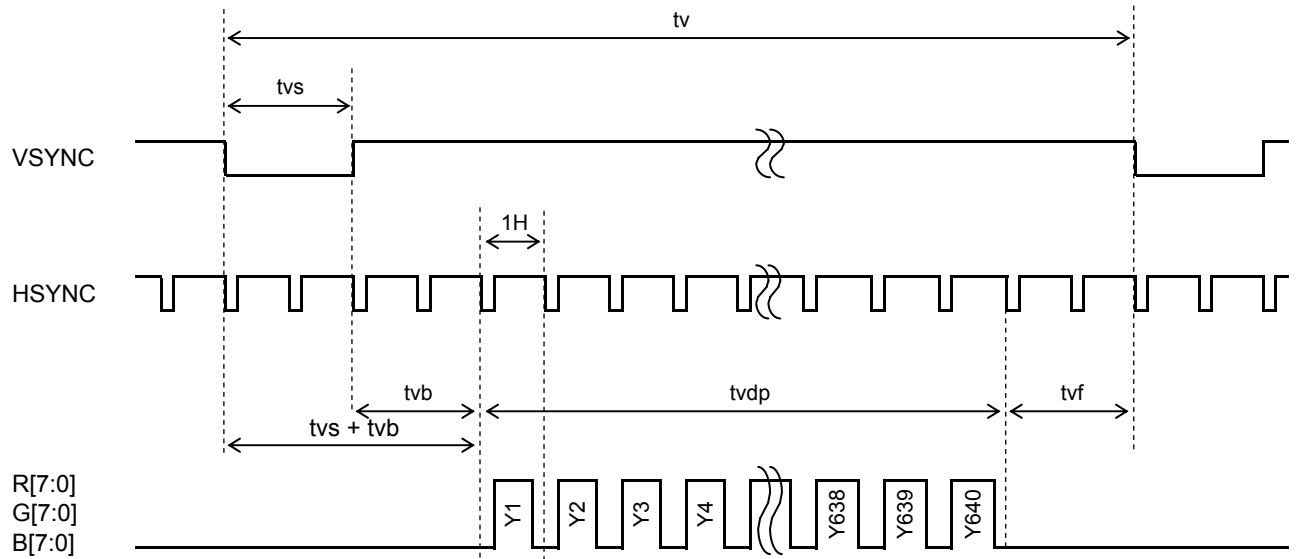 tv
tvs
VSYNC
1H
HSYNC
tvb
tvdp
tvf
tvs + tvb
R[7:0]
G[7:0]
B[7:0]
Y1
Y2
Y3
Y4
Y638
Y639
Y640